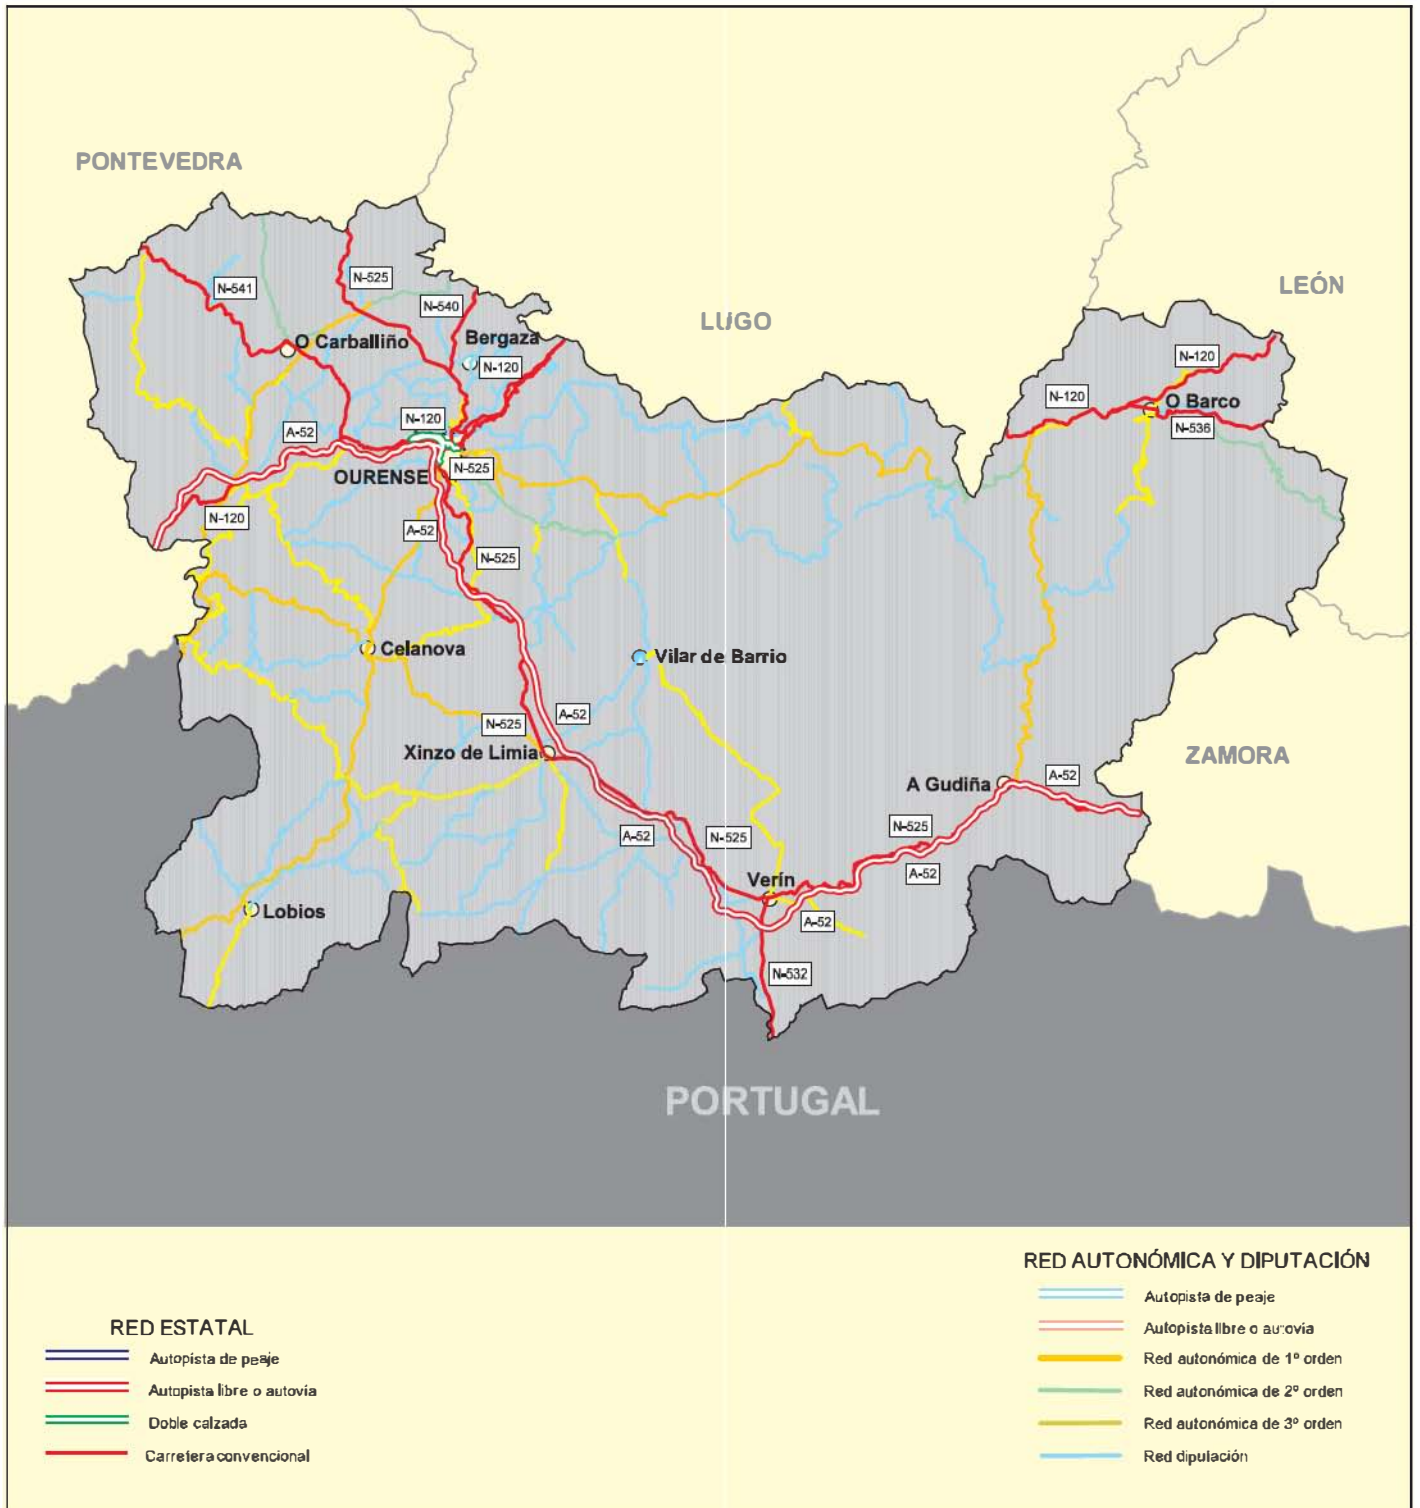 PONTEVEDRA
LEÓN
LUGO
N-525
N-541
N-540
Bergaza
O Carballiño
N-120
N-120
N-120
O Barco
N-120
N-536
A-52
N-525
OURENSE
N-120
A-52
N-525
Celanova
Vilar de Barrio
A-52
N-525
Xinzo de Limia
ZAMORA
A Gudiña
A-52
N-525
A-52
N-525
A-52
Verín
Lobios
A-52
N-532
PORTUGAL
RED ESTATAL
Autopista de peaje
Autopista libre o autovía
Doble calzada
Carretera convencional
RED AUTONÓMICA Y DIPUTACIÓN
Autopista de peaje
Autopista libre o autovía
Red autonómica de 1º orden
Red autonómica de 2º orden
Red autonómica de 3º orden
Red diputación